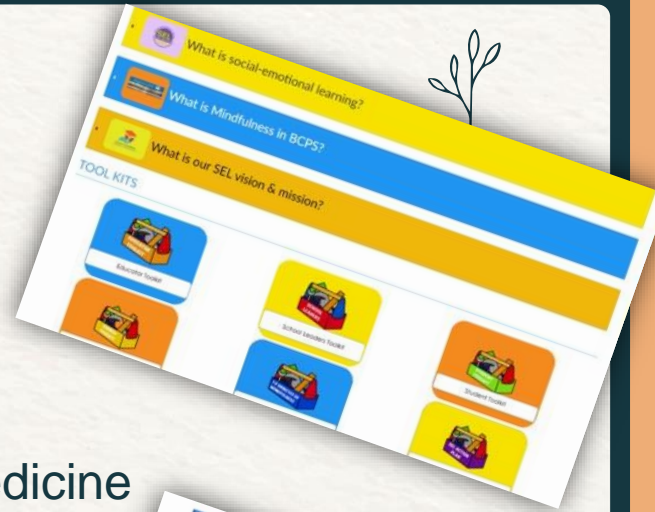 What is social-emotional learning?
What is Mindfulness in BCPS?
What is our SEL vision & mission?
TOOL KITS
Educator Toolkit
School Leaders Toolkit
Student Toolkit
dicine